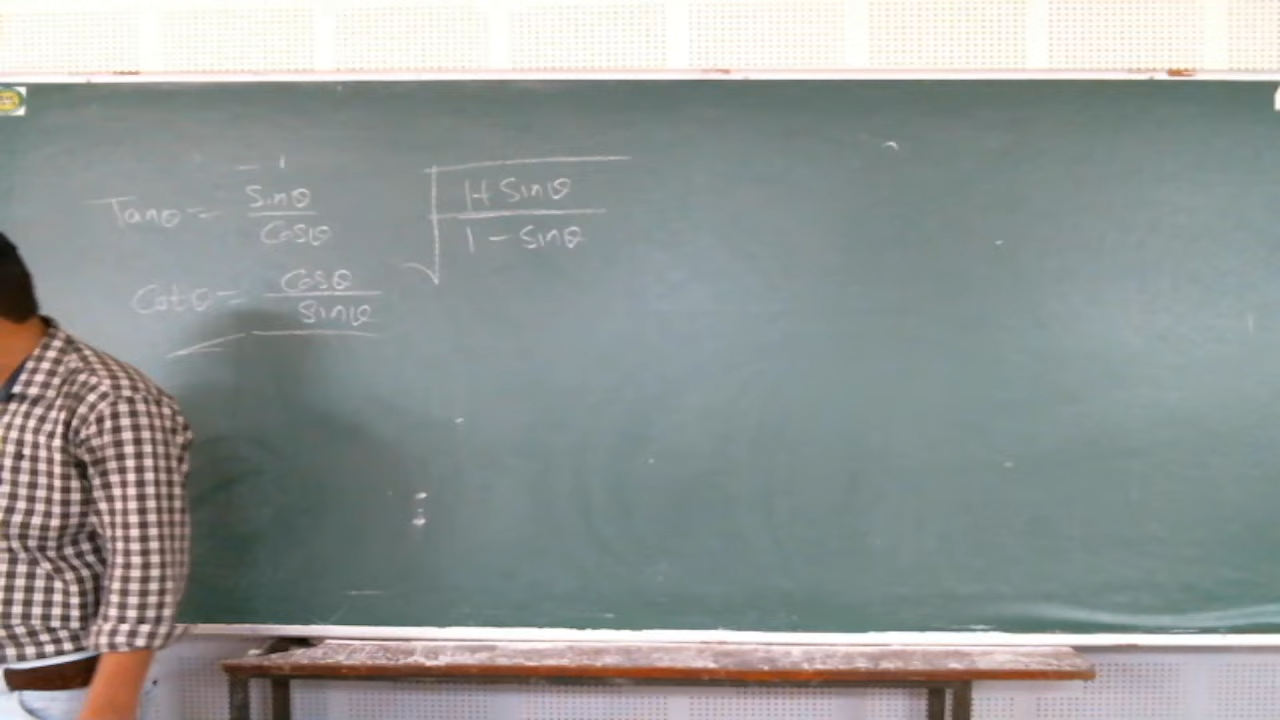 Tanθ = sinθ / cosθ
Cotθ = cosθ / sinθ
√(1+ sinθ / 1 - sinθ)